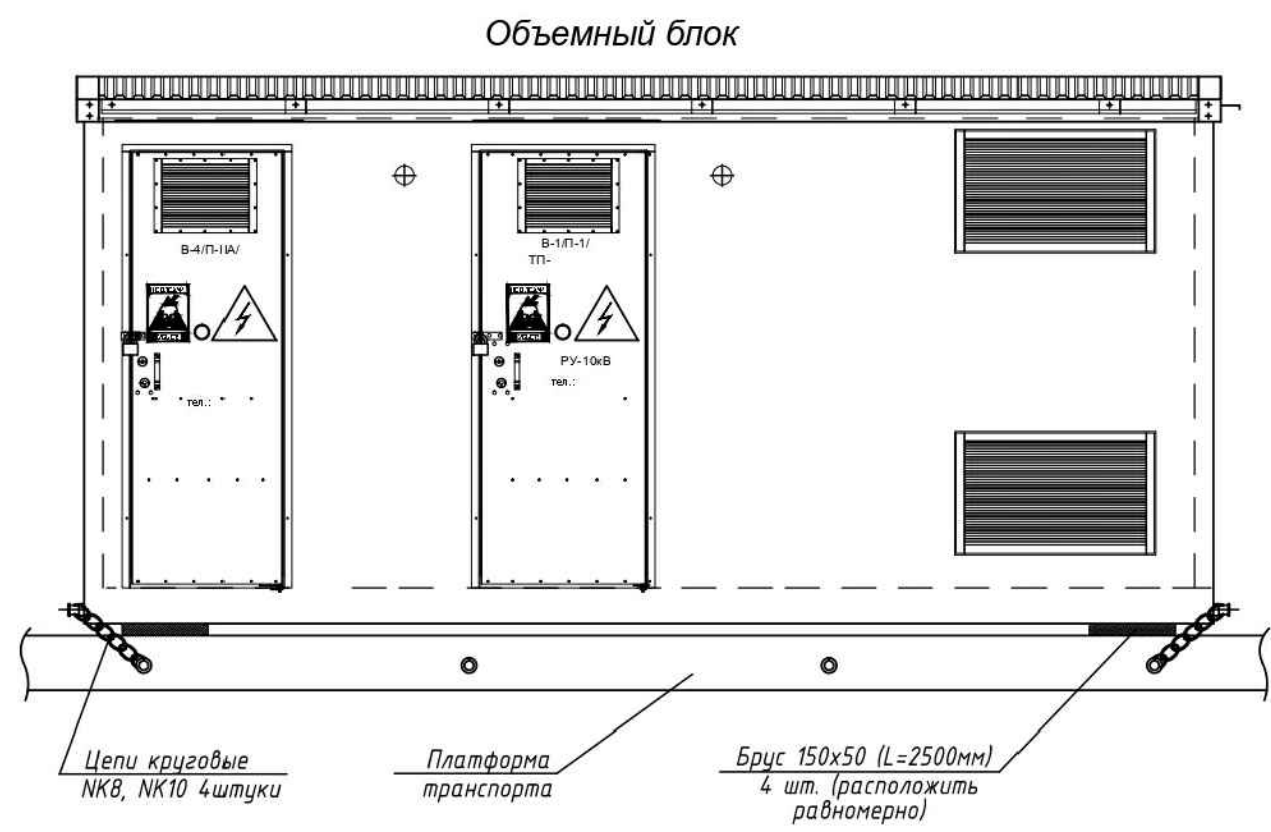 Объемный блок
В-4/П-IIА/
В-1/П-1/
ТП-
РУ-10кВ
тел.:
тел.:
Цепи круговые
NK8, NK10 4штуки
Платформа
транспорта
Брус 150х50 (L=2500мм)
4 шт. (расположить
равномерно)